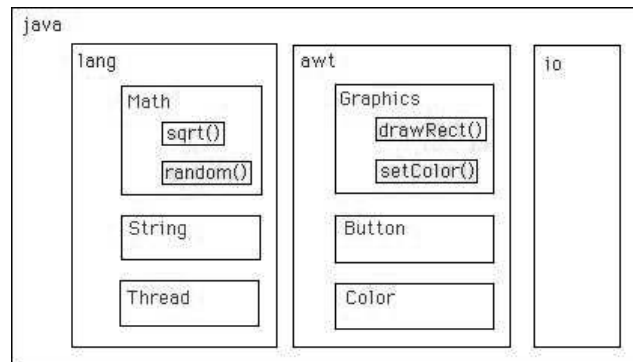 java
lang
Math
sqrt()
random()
String
Thread
awt
Graphics
drawRect()
setColor()
Button
Color
io